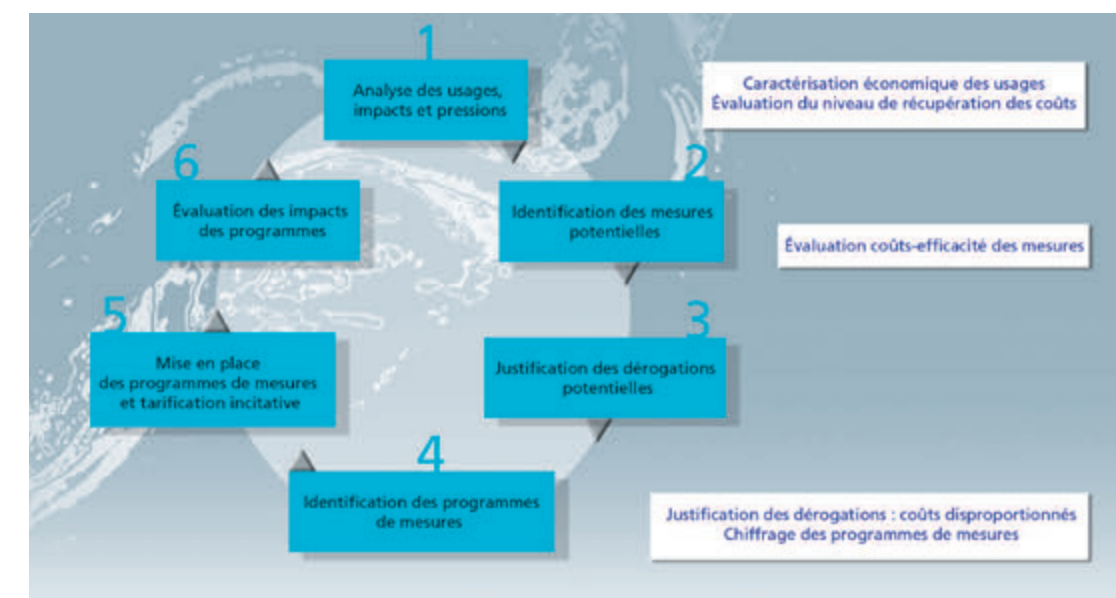 1
Analyse des usages,
impacts et pressions
Caractérisation économique des usages
Évaluation du niveau de récupération des coûts
2
Identification des mesures
potentielles
Évaluation coûts-efficacité des mesures
3
Justification des dérogations
potentielles
4
Identification des programmes
de mesures
Justification des dérogations : coûts disproportionnés
Chiffrage des programmes de mesures
5
Mise en place
des programmes de mesures
et tarification incitative
6
Évaluation des impacts
des programmes